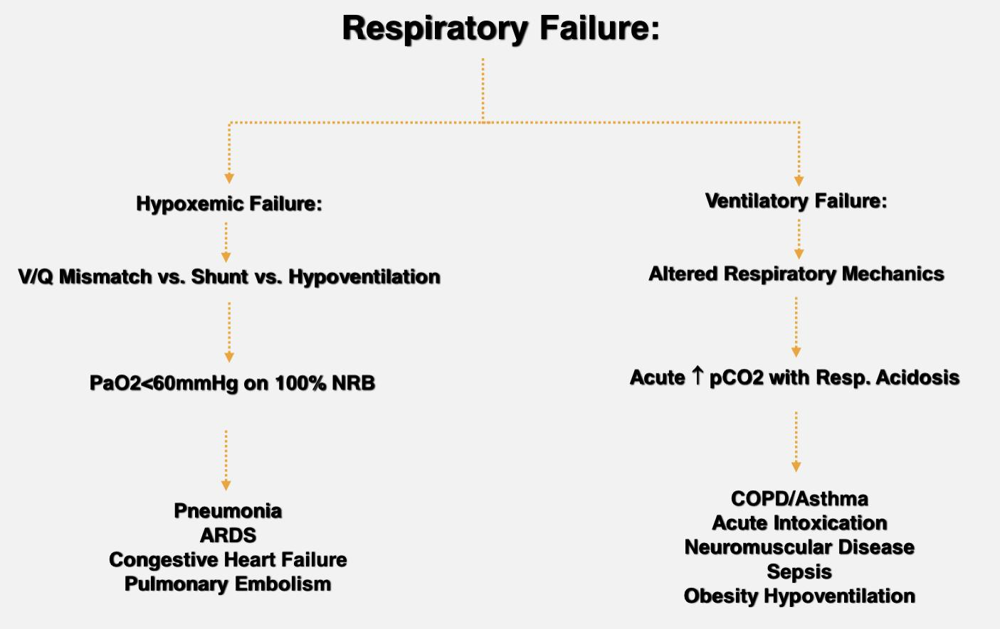 Respiratory Failure:
Hypoxemic Failure:
V/Q Mismatch vs. Shunt vs. Hypoventilation
PaO2<60mmHg on 100% NRB
Pneumonia
ARDS
Congestive Heart Failure
Pulmonary Embolism
Ventilatory Failure:
Altered Respiratory Mechanics
Acute ↑ pCO2 with Resp. Acidosis
COPD/Asthma
Acute Intoxication
Neuromuscular Disease
Sepsis
Obesity Hypoventilation